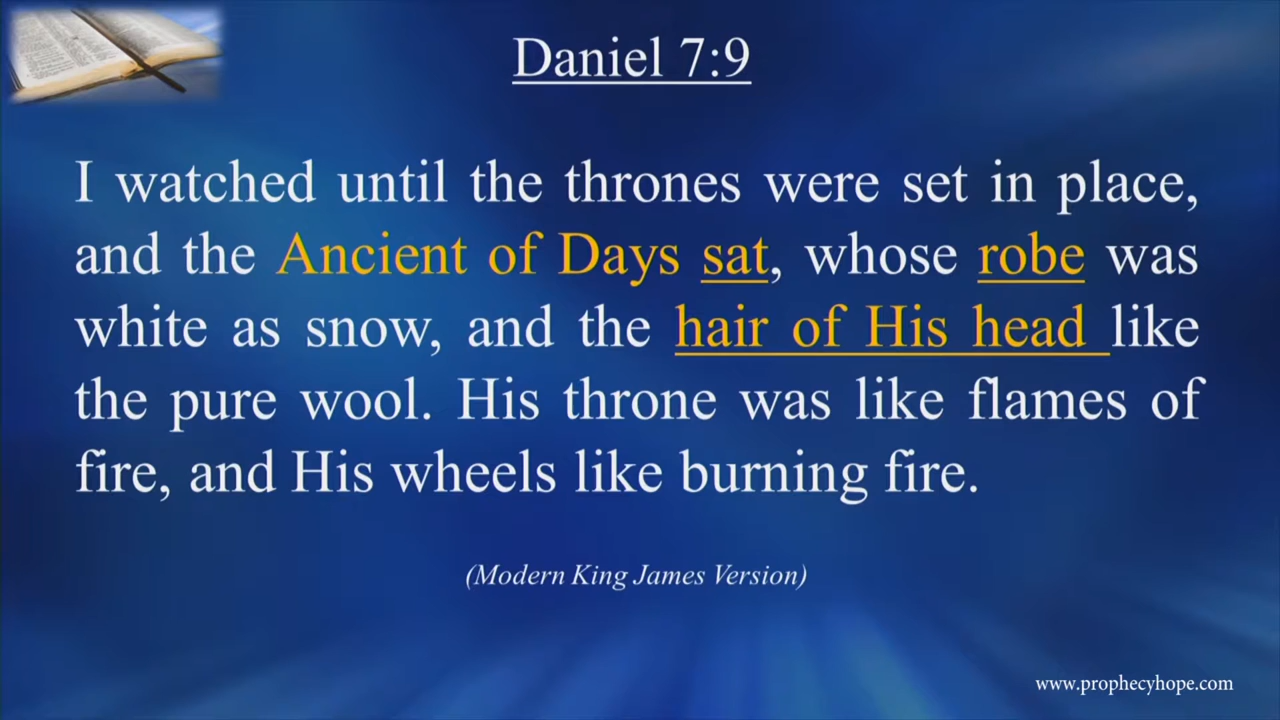 Daniel 7:9
I watched until the thrones were set in place,
and the Ancient of Days sat, whose robe was
white as snow, and the hair of His head like
the pure wool. His throne was like flames of
fire, and His wheels like burning fire.
(Modern King James Version)
www.prophecyhope.com